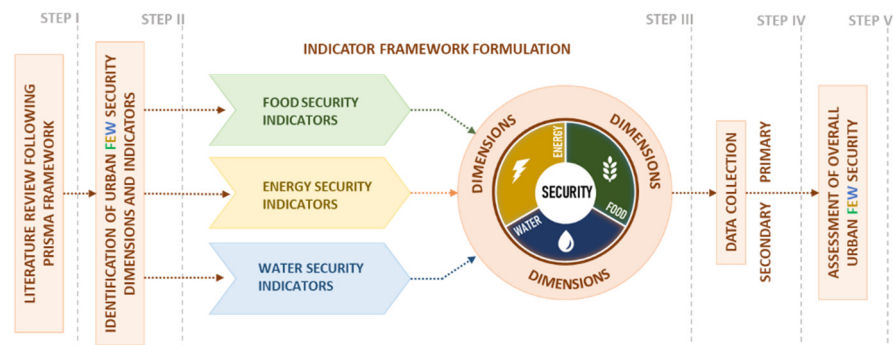 STEP I
STEP II
STEP III
STEP IV
STEP V
INDICATOR FRAMEWORK FORMULATION
LITERATURE REVIEW FOLLOWING
PRISMA FRAMEWORK
IDENTIFICATION OF URBAN FEW SECURITY
DIMENSIONS AND INDICATORS
FOOD SECURITY
INDICATORS
ENERGY SECURITY
INDICATORS
WATER SECURITY
INDICATORS
DIMENSIONS
DIMENSIONS
DIMENSIONS
ENERGY
FOOD
WATER
SECURITY
DATA COLLECTION
SECONDARY PRIMARY
ASSESSMENT OF OVERALL
URBAN FEW SECURITY